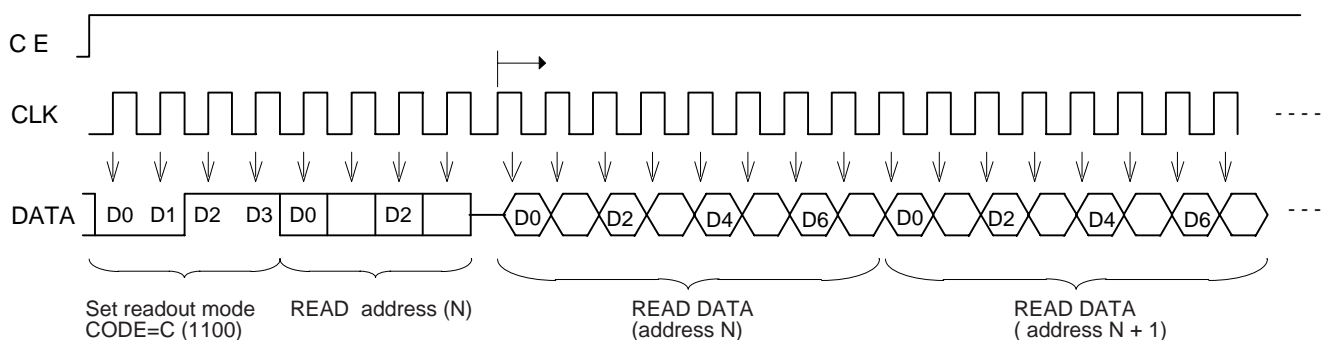 C E
CLK
DATA D0 D1 D2 D3 D0 D2 D0 D2 D4 D6 D0 D2 D4 D6
Set readout mode
CODE=C (1100)
READ address (N)
READ DATA
(address N)
READ DATA
( address N + 1)